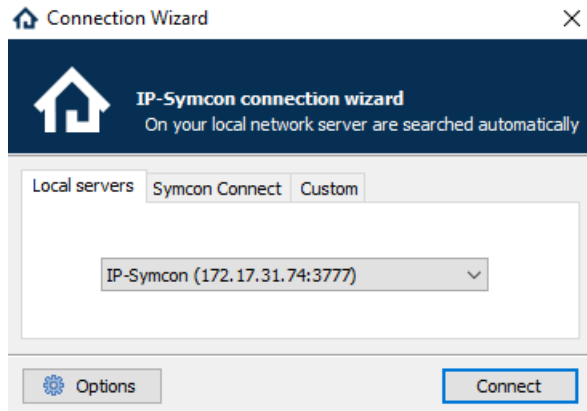 Connection Wizard
IP-Symcon connection wizard
On your local network server are searched automatically
Local servers Symcon Connect Custom
IP-Symcon (172.17.31.74:3777)
Options Connect